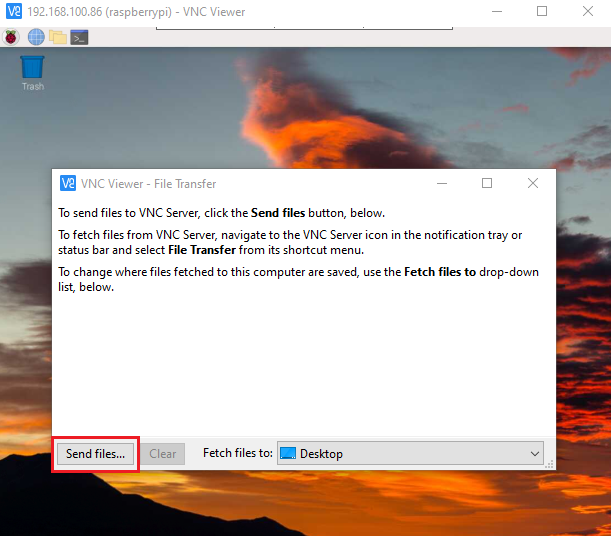 192.168.100.86 (raspberrypi) - VNC Viewer
Trash
VNC Viewer - File Transfer
To send files to VNC Server, click the Send files button, below.
To fetch files from VNC Server, navigate to the VNC Server icon in the notification tray or
status bar and select File Transfer from its shortcut menu.
To change where files fetched to this computer are saved, use the Fetch files to drop-down
list, below.
Send files... Clear Fetch files to: Desktop